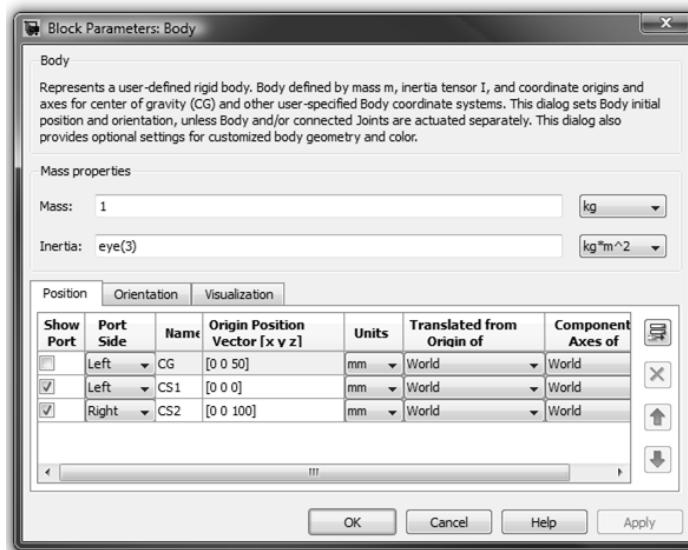 Block Parameters: Body
Body
Represents a user-defined rigid body. Body defined by mass m, inertia tensor I, and coordinate origins and
axes for center of gravity (CG) and other user-specified Body coordinate systems. This dialog sets Body initial
position and orientation, unless Body and/or connected Joints are actuated separately. This dialog also
provides optional settings for customized body geometry and color.
Mass properties
Mass: 1 kg
Inertia: eye(3) kg*m^2
Position Orientation Visualization
Show Port Origin Position Translated from Component
Port Side Name Vector [x y z] Units Origin of Axes of
Left CG [0 0 50] mm World World
Left CS1 [0 0 0] mm World World
Right CS2 [0 0 100] mm World World
OK Cancel Help Apply